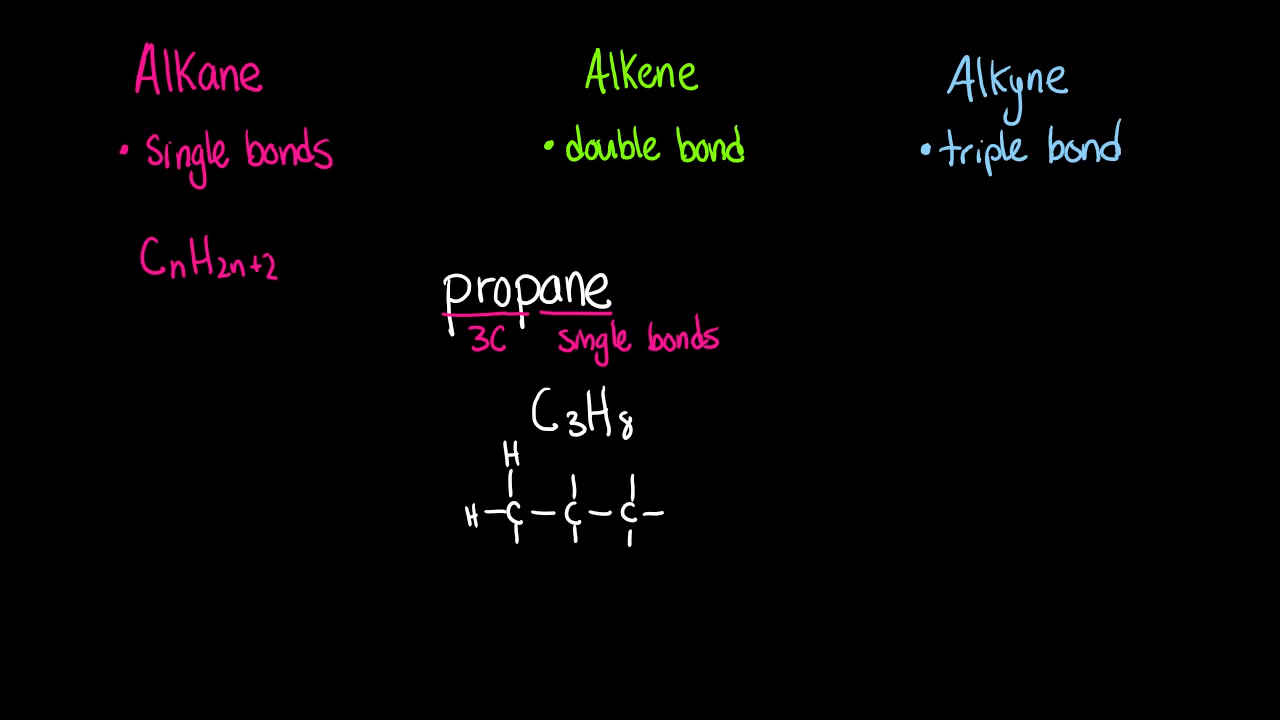 Alkane
• Single bonds
CnH2n+2
Alkene
• double bond
Alkyne
• triple bond
propane
3C single bonds
C3H8
H
H-C-C-C-